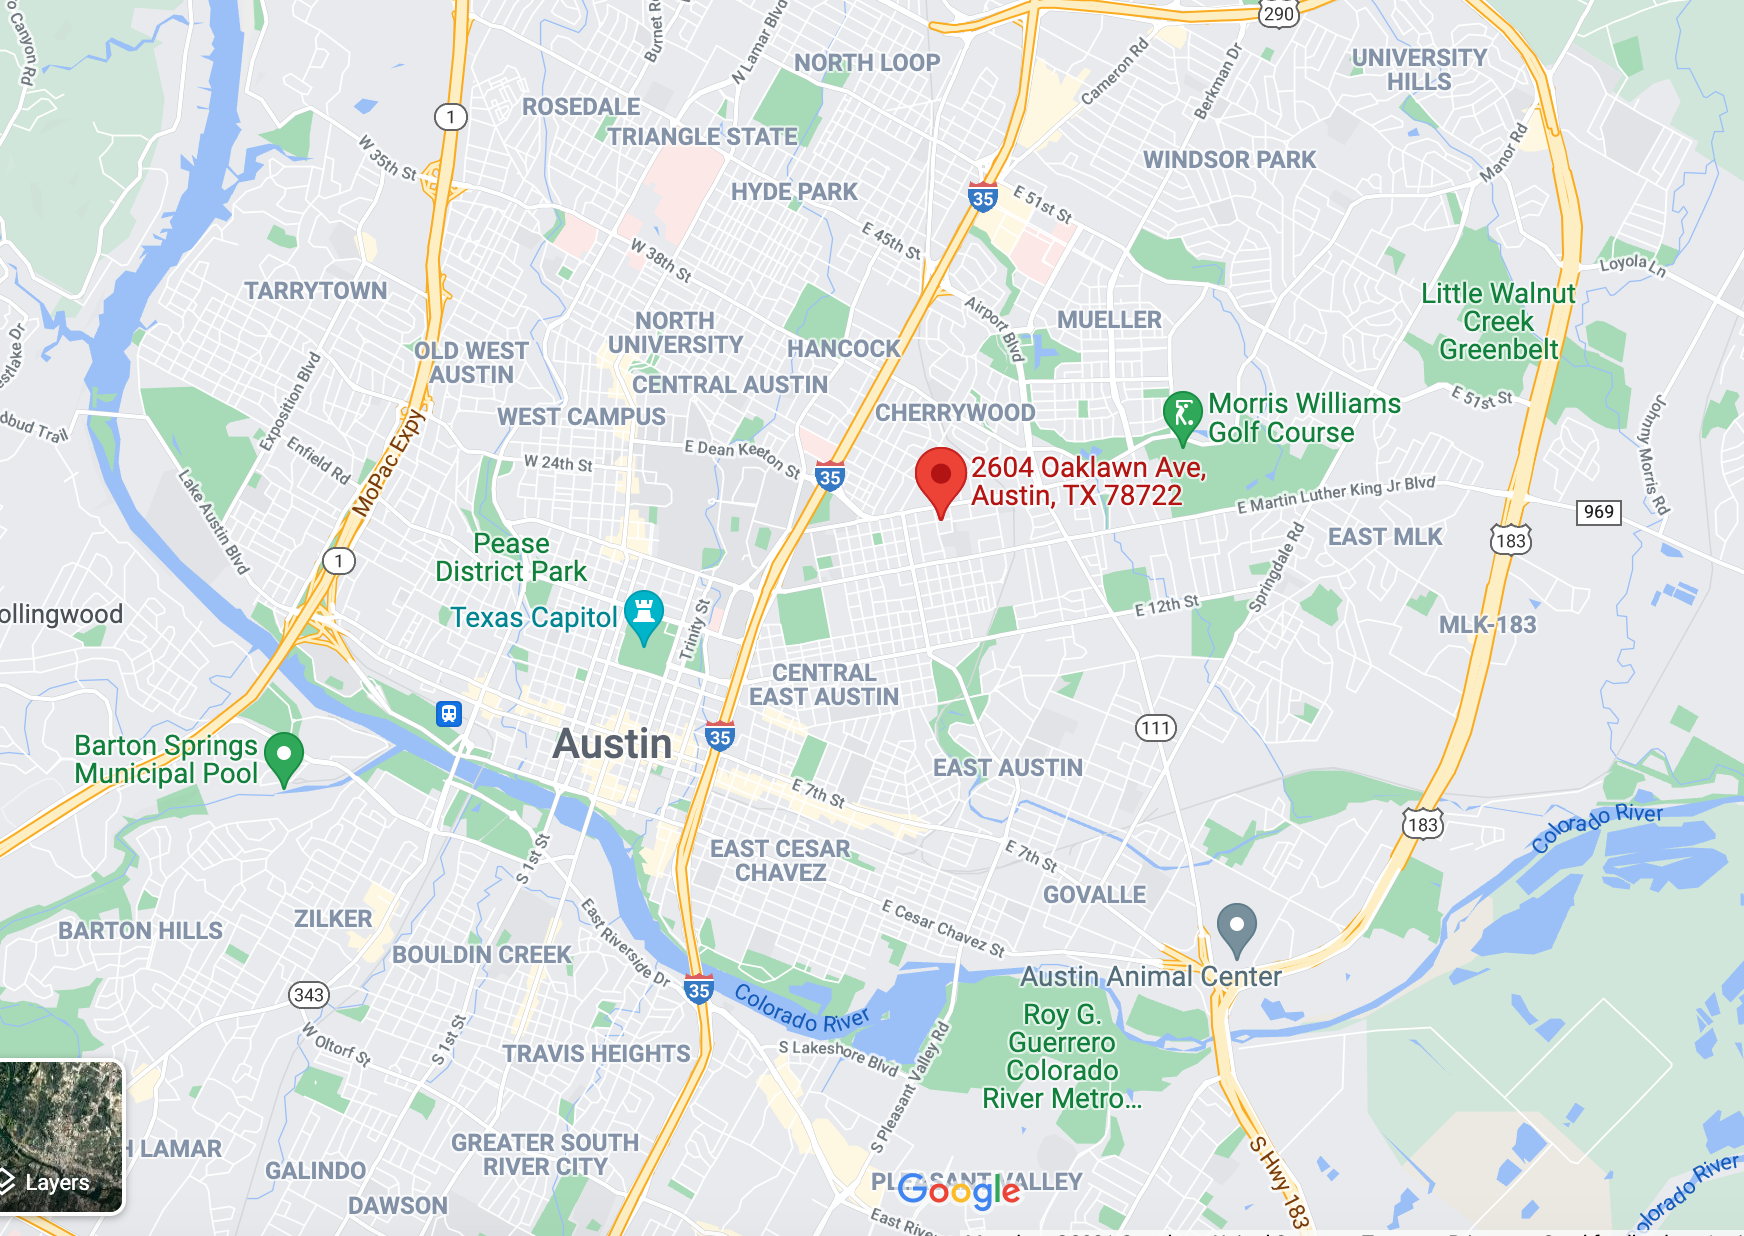 290
o Canyon Rd
Burnet Ro
N Lamar Blvd
NORTH LOOP
Cameron Rd
Berkman Dr
UNIVERSITY
HILLS
ROSEDALE
1
TRIANGLE STATE
W 35th St
WINDSOR PARK
Manor Rd
HYDE PARK
35
E 51st St
E 45th St
W 38th St
Loyola Ln
TARRYTOWN
Little Walnut
Creek
Greenbelt
Airport Blvd
MUELLER
NORTH
UNIVERSITY
HANCOCK
OLD WEST
AUSTIN
estlake Dr
Exposition Blvd
CENTRAL AUSTIN
E 51st St
Johnny Morris Rd
WEST CAMPUS
CHERRYWOOD
Morris Williams
Golf Course
dbud Trail
MoPac Expy
Enfield Rd
E Dean Keeton St
W 24th St
35
2604 Oaklawn Ave,
Austin, TX 78722
E Martin Luther King Jr Blvd
969
Lake Austin Blvd
EAST MLK
183
Pease
District Park
1
Springdale Rd
ollingwood
Texas Capitol
Trinity St
E 12th St
MLK-183
CENTRAL
EAST AUSTIN
111
Austin
35
Barton Springs
Municipal Pool
EAST AUSTIN
E 7th St
183
Colorado River
S 1st St
EAST CESAR
CHAVEZ
E 7th St
GOVALLE
ZILKER
BARTON HILLS
East Riverside Dr
E Cesar Chavez St
BOULDIN CREEK
Austin Animal Center
343
35
Colorado River
Roy G.
Guerrero
Colorado
River Metro...
W Oltorf St
S 1st St
TRAVIS HEIGHTS
S Lakeshore Blvd
S Pleasant Valley Rd
H LAMAR
GREATER SOUTH
RIVER CITY
GALINDO
S Hwy 183
Colorado River
Layers
PLEASANT VALLEY
Google
DAWSON
East River